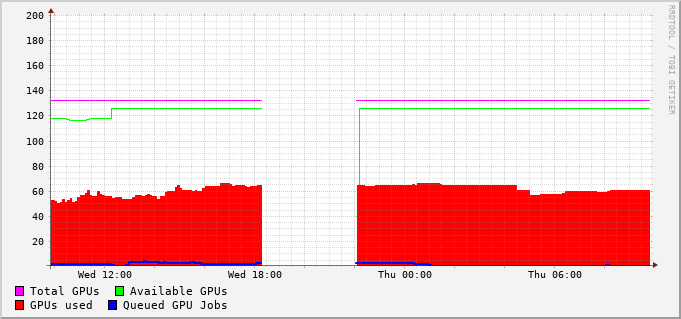 200
180
160
140
120
100
80
60
40
20
Wed 12:00 Wed 18:00 Thu 00:00 Thu 06:00
Total GPUs Available GPUs
GPUs used Queued GPU Jobs
RRDTOOL / TOBI OETIKER